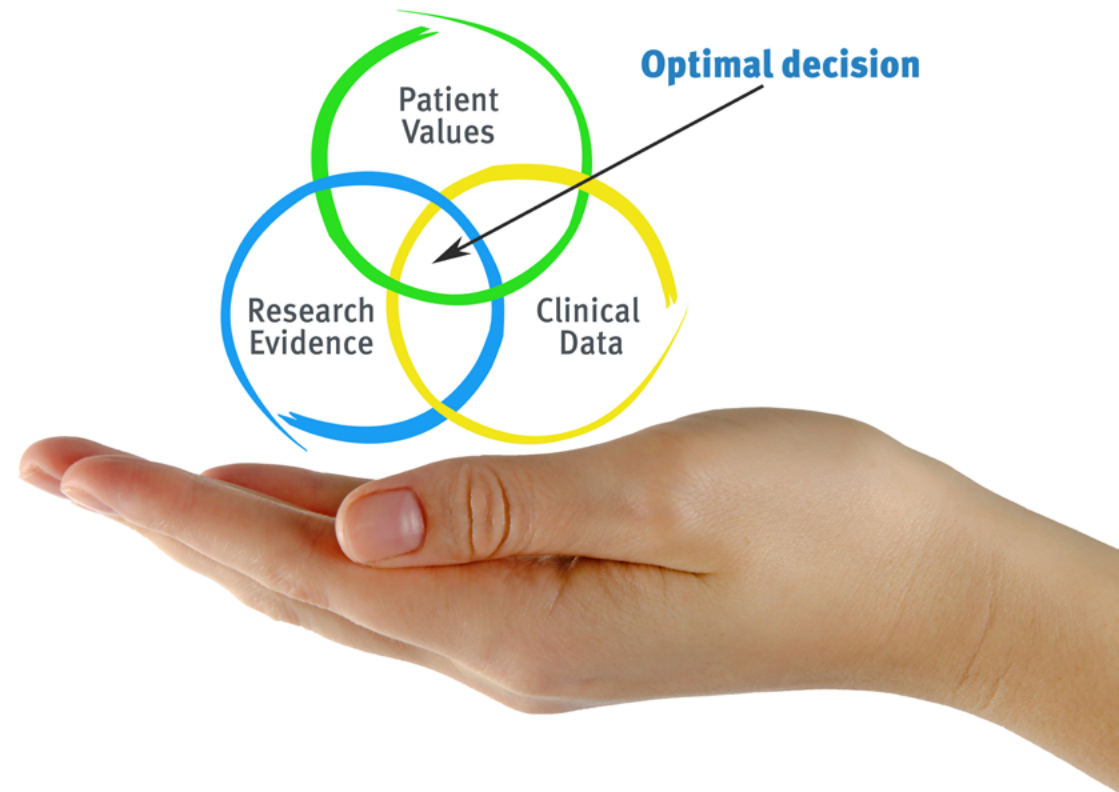 Optimal decision
Patient
Values
Research
Evidence
Clinical
Data